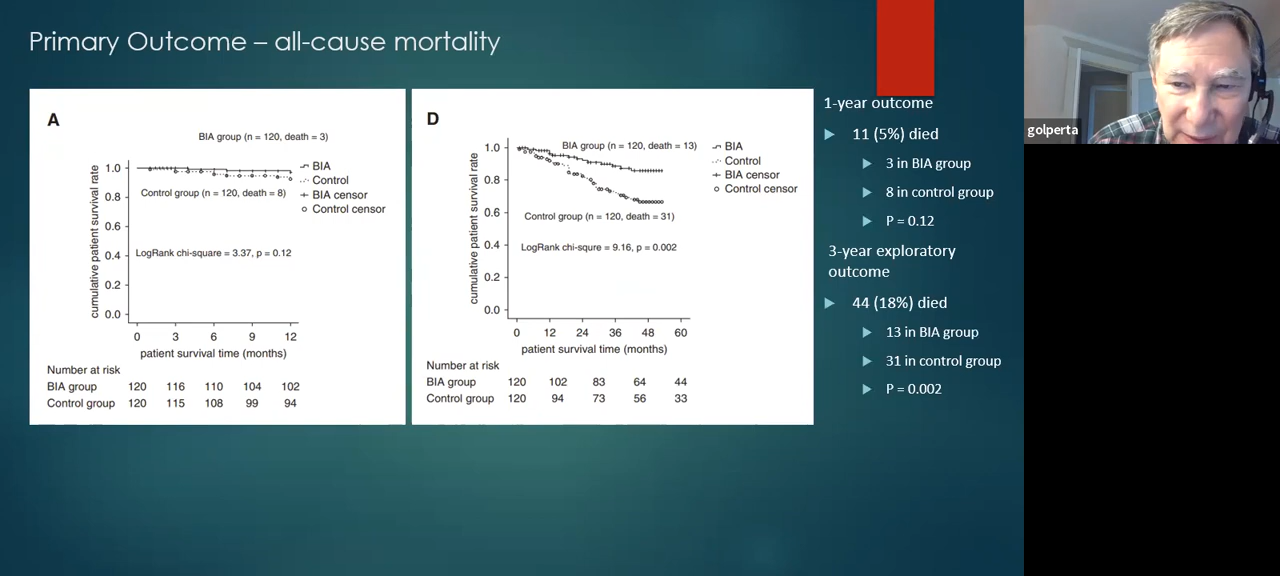 Primary Outcome – all-cause mortality
A
BIA group (n = 120, death = 3)
cumulative patient survival rate
1.0
0.8
0.6
0.4
0.2
0.0
BIA
Control
BIA censor
Control censor
Control group (n = 120, death = 8)
LogRank chi-square = 3.37, p = 0.12
0 3 6 9 12
patient survival time (months)
Number at risk
BIA group 120 116 110 104 102
Control group 120 115 108 99 94
D
BIA group (n = 120, death = 13)
cumulative patient survival rate
1.0
0.8
0.6
0.4
0.2
0.0
BIA
Control
BIA censor
Control censor
Control group (n = 120, death = 31)
LogRank chi-squre = 9.16, p = 0.002
0 12 24 36 48 60
patient survival time (months)
Number at risk
BIA group 120 102 83 64 44
Control group 120 94 73 56 33
1-year outcome
11 (5%) died
3 in BIA group
8 in control group
P = 0.12
3-year exploratory
outcome
44 (18%) died
13 in BIA group
31 in control group
P = 0.002
golperta